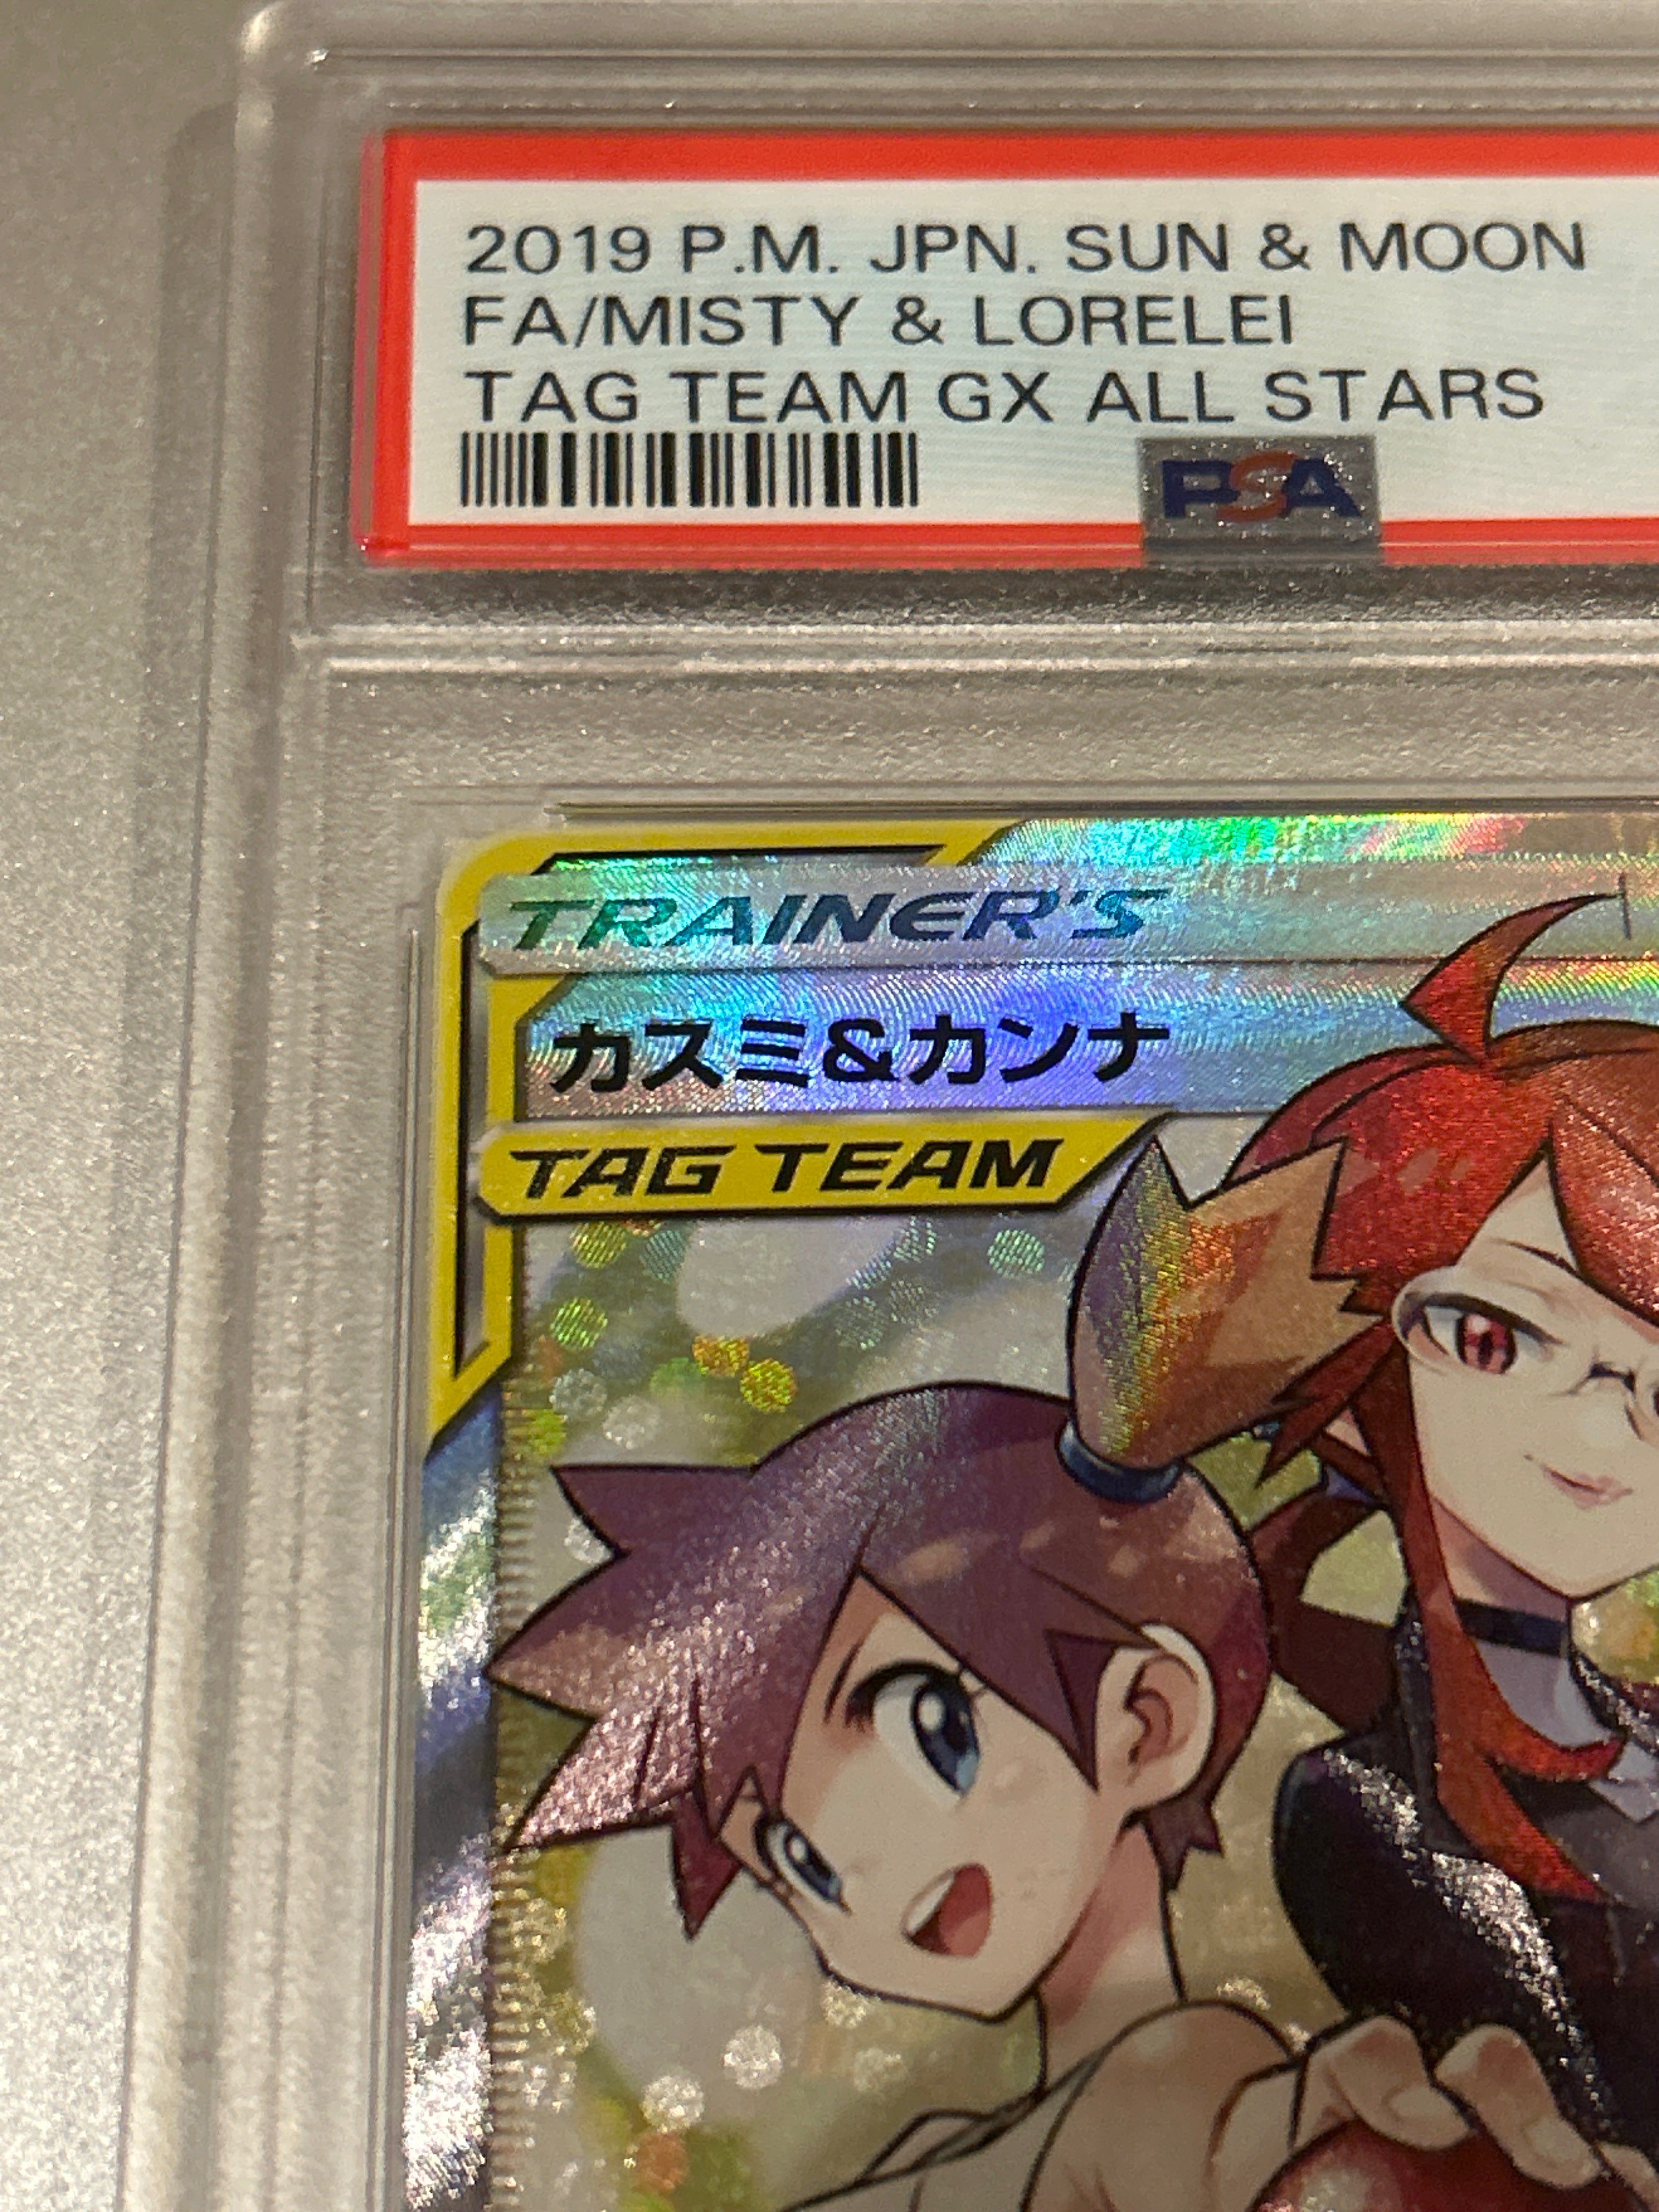 2019 P.M. JPN. SUN & MOON
FA/MISTY & LORELEI
TAG TEAM GX ALL STARS
PSA
TRAINER'S
カスミ&カンナ
TAG TEAM